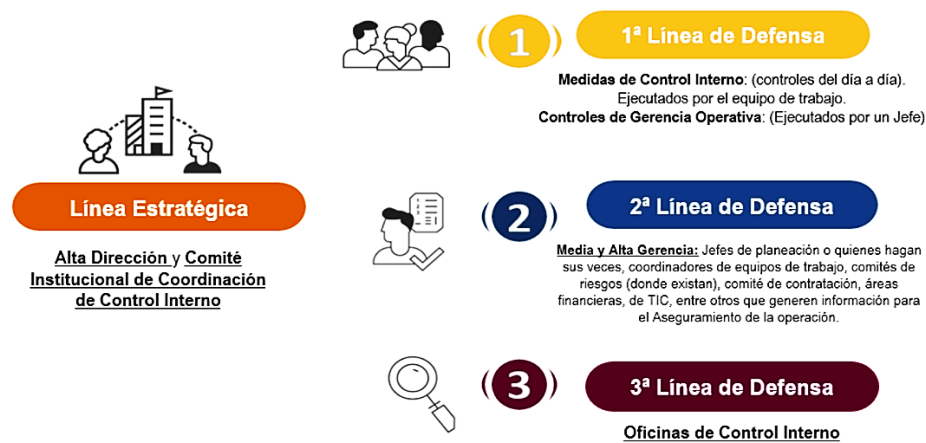 Línea Estratégica
Alta Dirección y Comité
Institucional de Coordinación
de Control Interno
1
1ª Línea de Defensa
Medidas de Control Interno: (controles del día a día).
Ejecutados por el equipo de trabajo.
Controles de Gerencia Operativa: (Ejecutados por un Jefe)
2
2ª Línea de Defensa
Media y Alta Gerencia: Jefes de planeación o quienes hagan
sus veces, coordinadores de equipos de trabajo, comités de
riesgos (donde existan), comité de contratación, áreas
financieras, de TIC, entre otros que generen información para
el Aseguramiento de la operación.
3
3ª Línea de Defensa
Oficinas de Control Interno